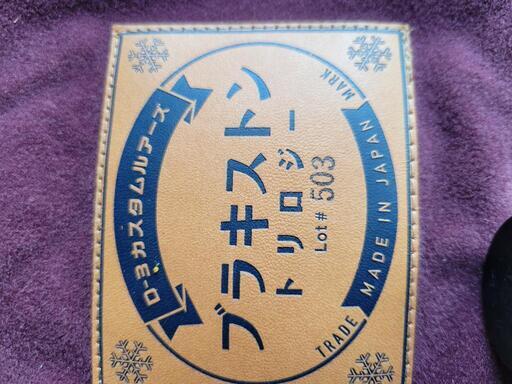 ローヨカスタムルアーズ
ブラキストン
トリロジー
Lot # 503
TRADE MADE IN JAPAN MARK